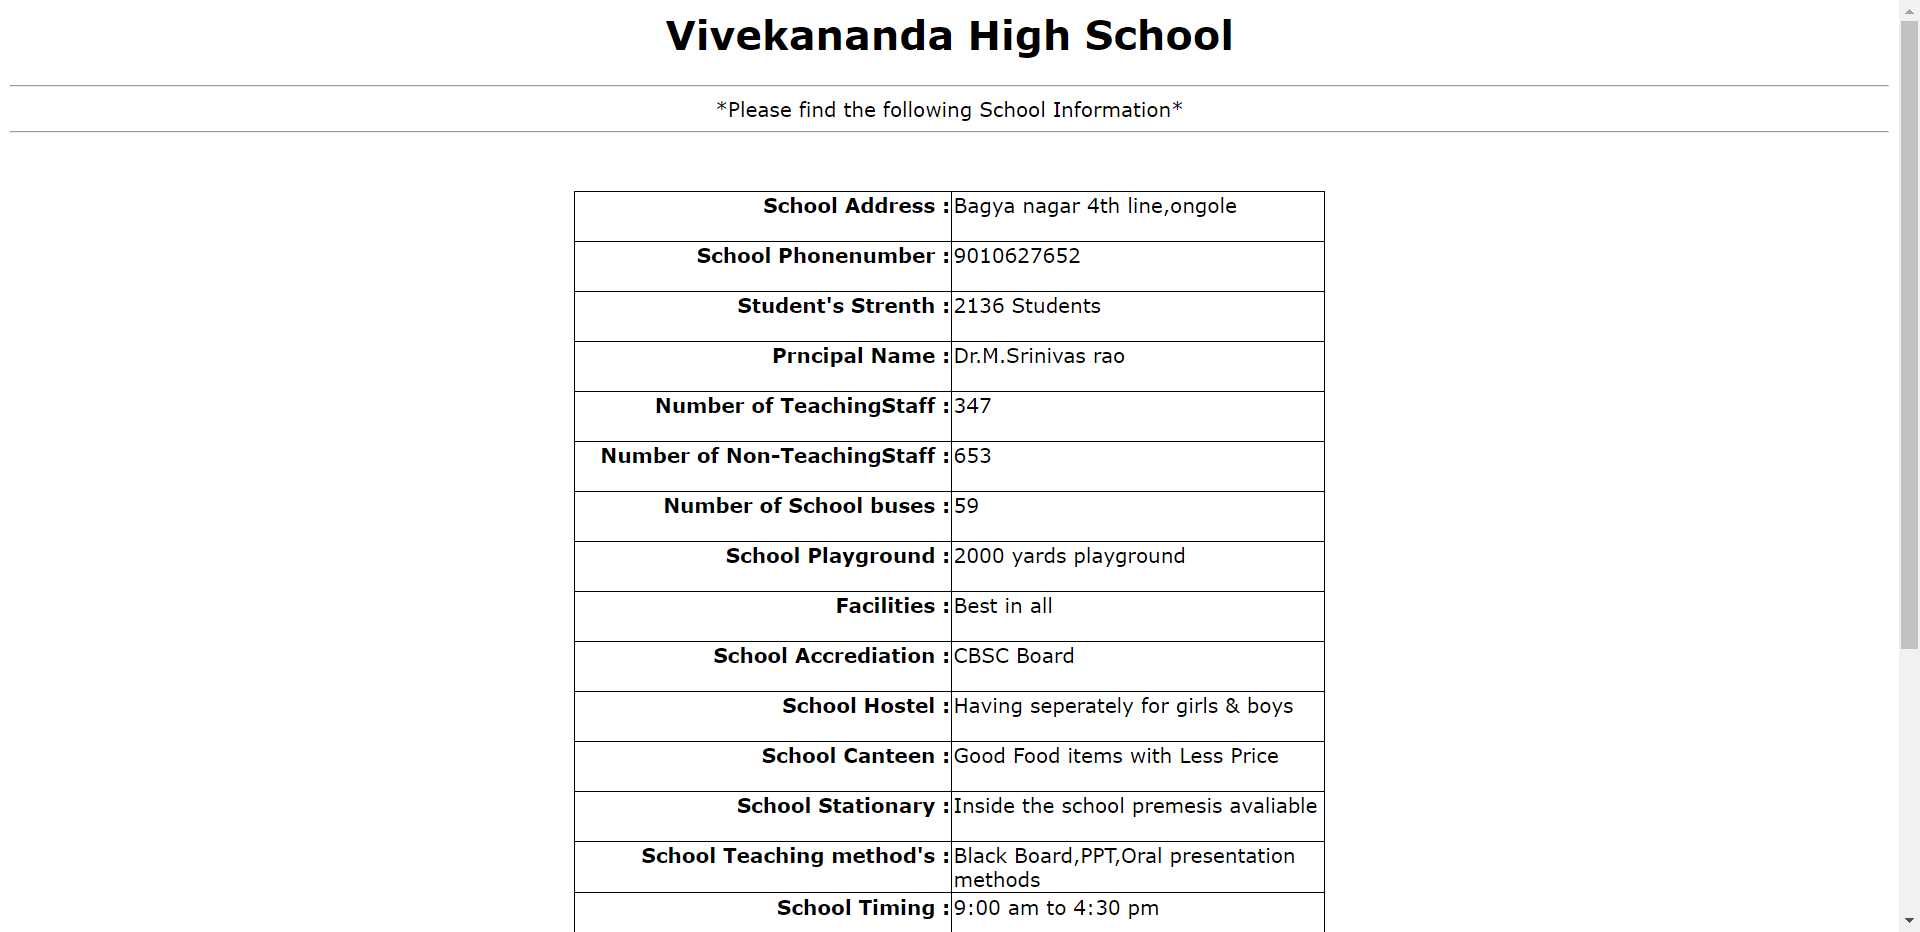 Vivekananda High School
*Please find the following School Information*
School Address : Bagya nagar 4th line,ongole
School Phonenumber : 9010627652
Student's Strenth : 2136 Students
Prncipal Name : Dr.M.Srinivas rao
Number of TeachingStaff : 347
Number of Non-TeachingStaff : 653
Number of School buses : 59
School Playground : 2000 yards playground
Facilities : Best in all
School Accrediation : CBSC Board
School Hostel : Having seperately for girls & boys
School Canteen : Good Food items with Less Price
School Stationary : Inside the school premesis avaliable
School Teaching method's : Black Board,PPT,Oral presentation
methods
School Timing : 9:00 am to 4:30 pm